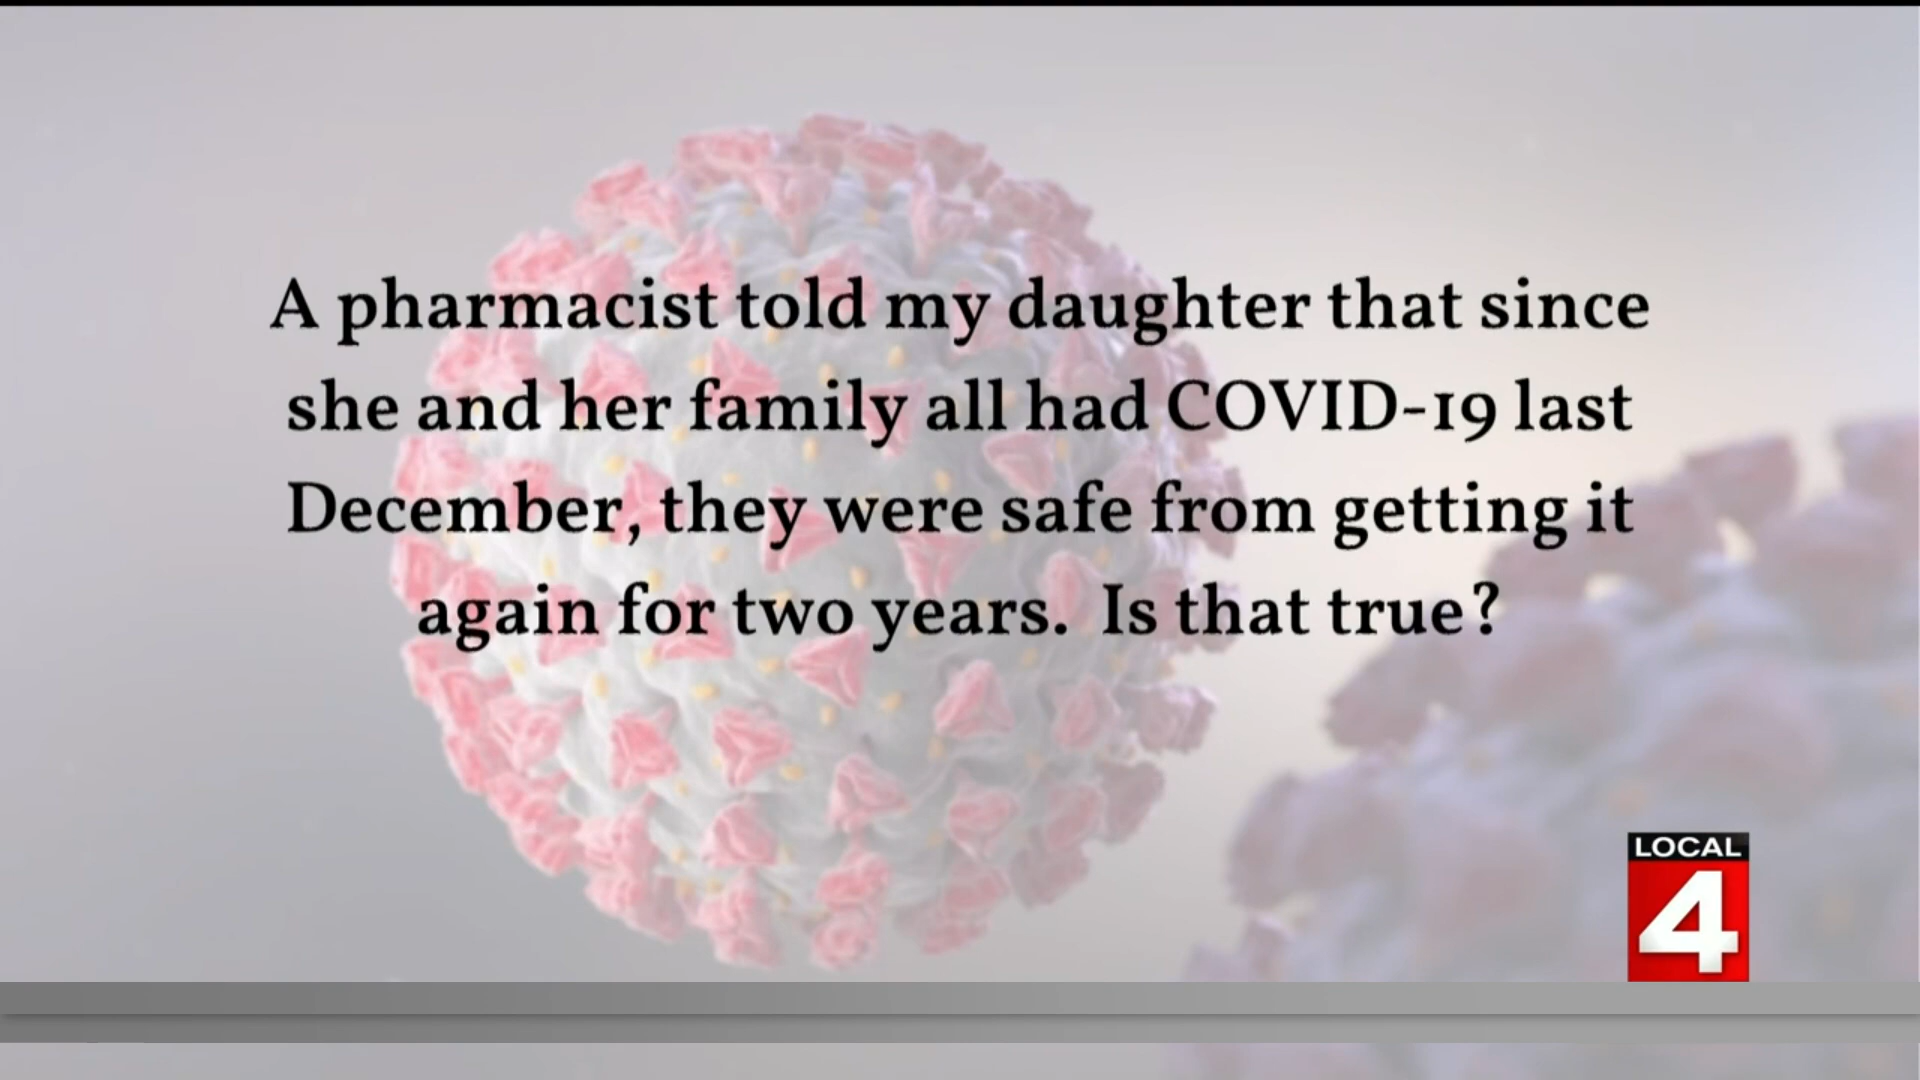 A pharmacist told my daughter that since
she and her family all had COVID-19 last
December, they were safe from getting it
again for two years.  Is that true?
LOCAL
4